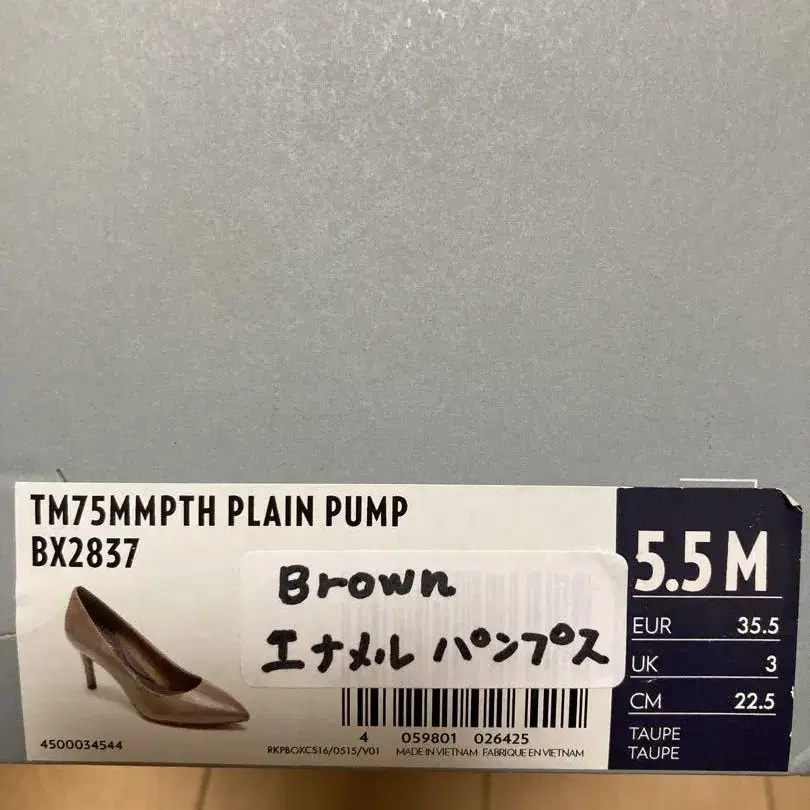 TM75MMPTH PLAIN PUMP
BX2837
Brown
エナメル パンプス
4500034544
4 059801 026425
RKPBOXCS16/0515/V01 MADE IN VIETNAM FABRIQUE EN VIETNAM
5.5 M
EUR 35.5
UK 3
CM 22.5
TAUPE
TAUPE